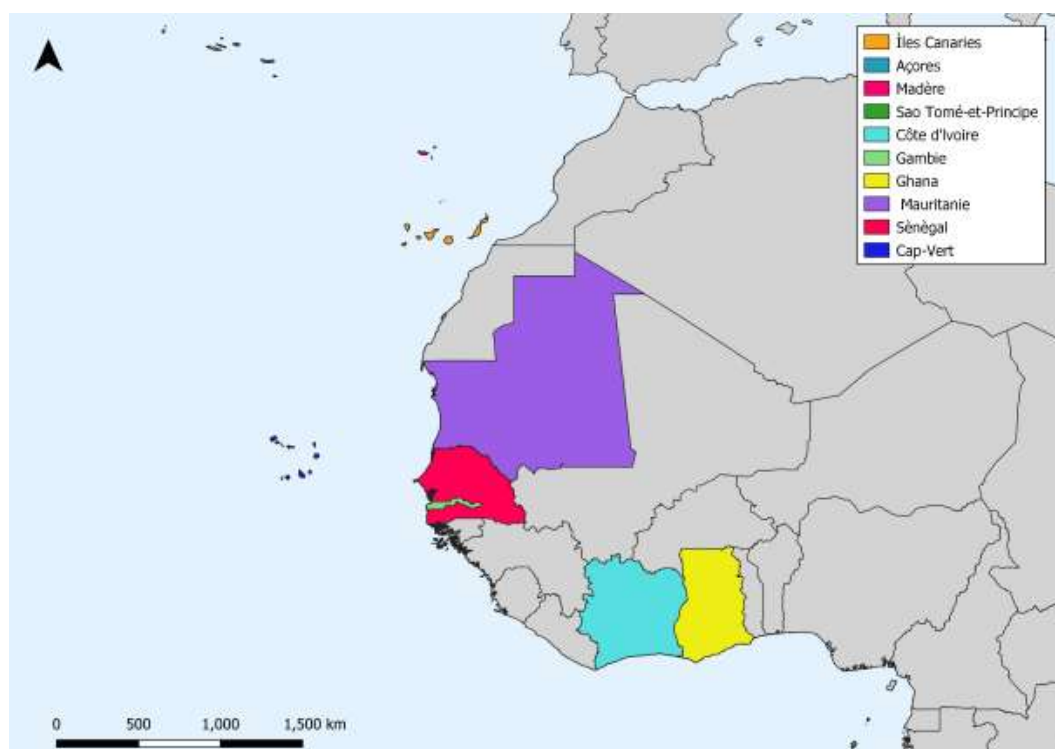 Îles Canaries
Açores
Madère
Sao Tomé-et-Principe
Côte d'Ivoire
Gambie
Ghana
Mauritanie
Sènègal
Cap-Vert
0 500 1,000 1,500 km